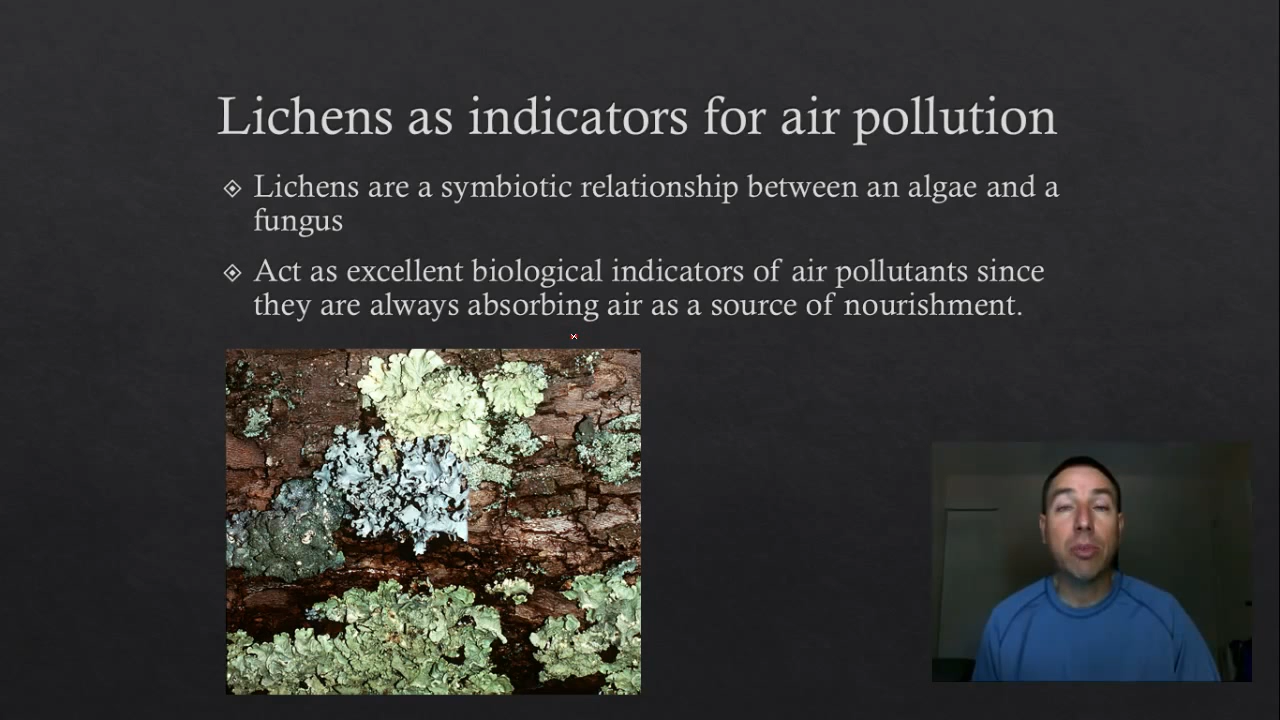 Lichens as indicators for air pollution
Lichens are a symbiotic relationship between an algae and a
fungus
Act as excellent biological indicators of air pollutants since
they are always absorbing air as a source of nourishment.